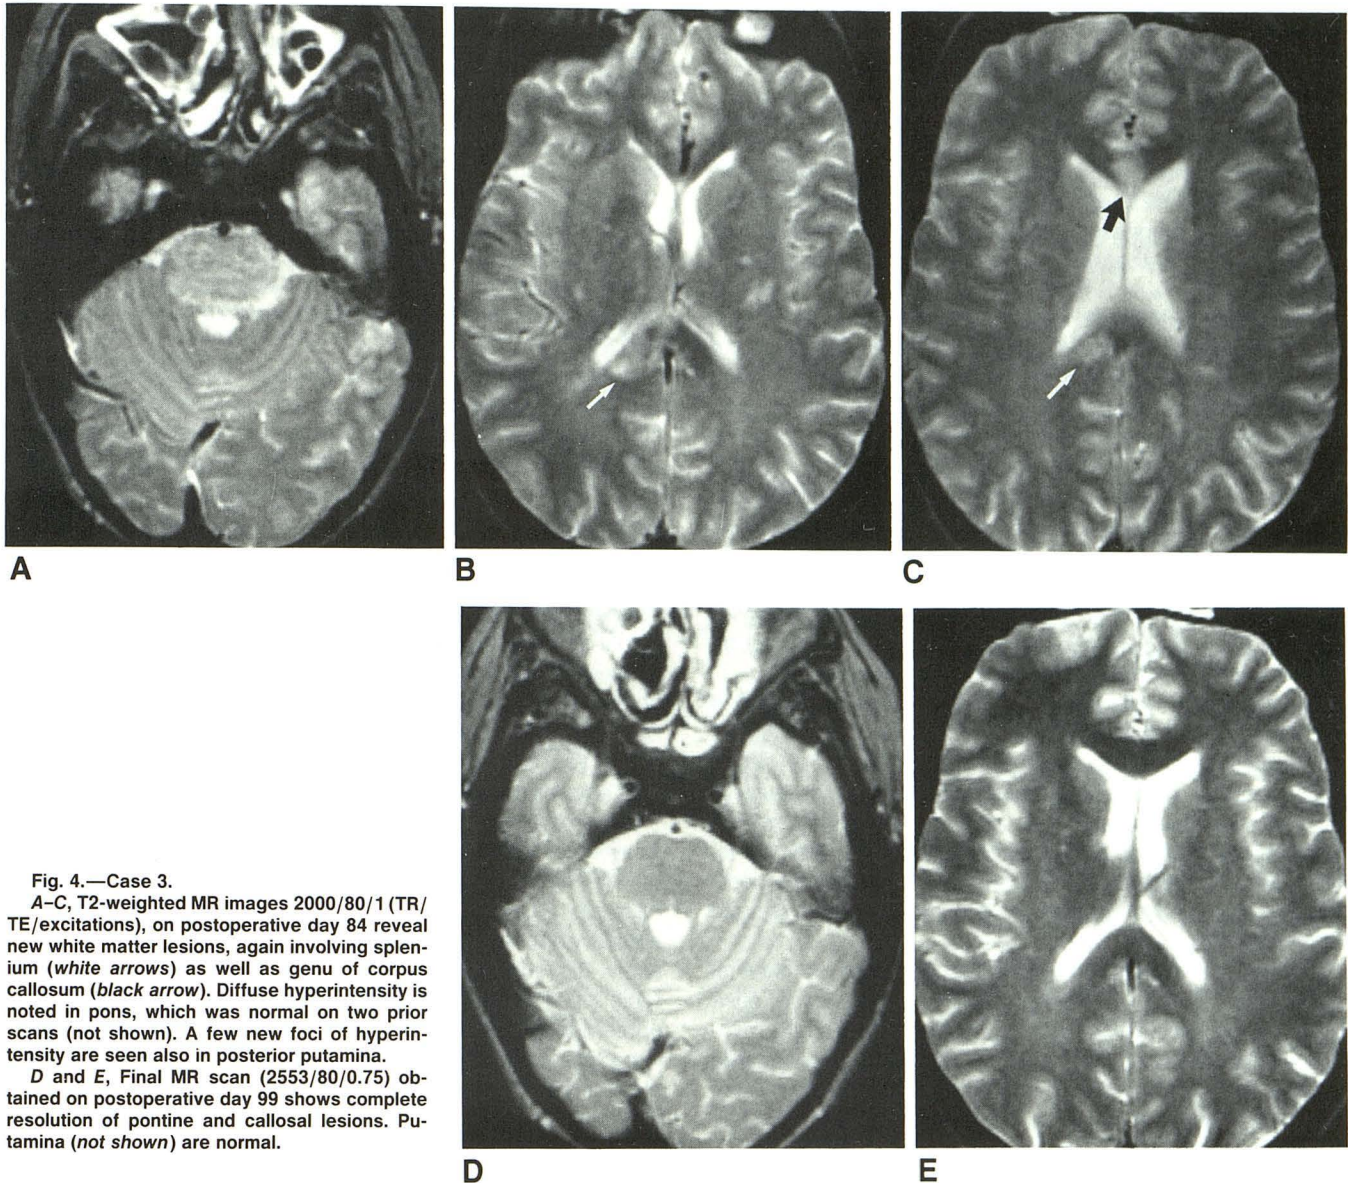 A
B
C
Fig. 4.—Case 3.
A–C, T2-weighted MR images 2000/80/1 (TR/
TE/excitations), on postoperative day 84 reveal
new white matter lesions, again involving splen-
ium (white arrows) as well as genu of corpus
callosum (black arrow). Diffuse hyperintensity is
noted in pons, which was normal on two prior
scans (not shown). A few new foci of hyperin-
tensity are seen also in posterior putamina.
D and E, Final MR scan (2553/80/0.75) ob-
tained on postoperative day 99 shows complete
resolution of pontine and callosal lesions. Pu-
tamina (not shown) are normal.
D
E